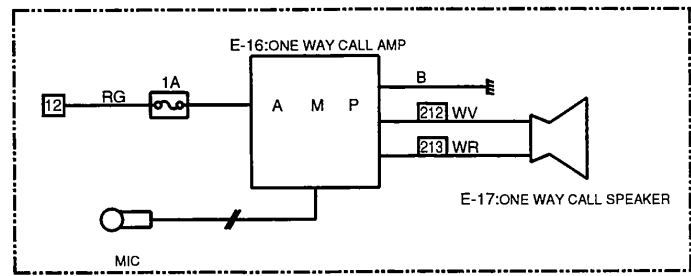 E-16:ONE WAY CALL AMP
1A
B
12
RG
A M P
212 WV
213 WR
E-17:ONE WAY CALL SPEAKER
MIC